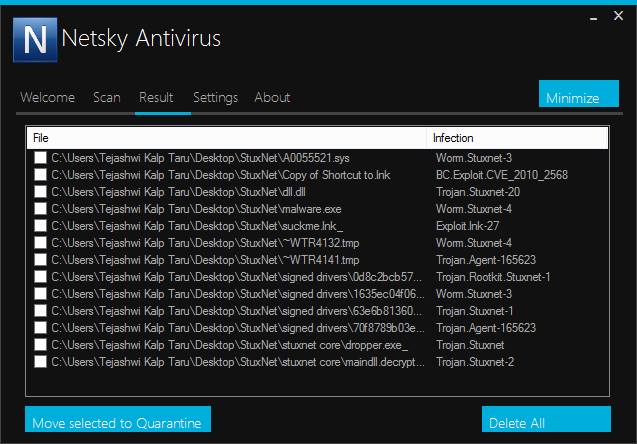 N Netsky Antivirus
Welcome Scan Result Settings About Minimize
File Infection
C:\Users\Tejashwi Kalp Taru\Desktop\StuxNet\A0055521.sys Worm.Stuxnet-3
C:\Users\Tejashwi Kalp Taru\Desktop\StuxNet\Copy of Shortcut to.lnk BC.Exploit.CVE_2010_2568
C:\Users\Tejashwi Kalp Taru\Desktop\StuxNet\dll.dll Trojan.Stuxnet-20
C:\Users\Tejashwi Kalp Taru\Desktop\StuxNet\malware.exe Worm.Stuxnet-4
C:\Users\Tejashwi Kalp Taru\Desktop\StuxNet\suckme.lnk_ Exploit.lnk-27
C:\Users\Tejashwi Kalp Taru\Desktop\StuxNet\~WTR4132.tmp Worm.Stuxnet-4
C:\Users\Tejashwi Kalp Taru\Desktop\StuxNet\~WTR4141.tmp Trojan.Agent-165623
C:\Users\Tejashwi Kalp Taru\Desktop\StuxNet\signed drivers\0d8c2bcb57... Trojan.Rootkit.Stuxnet-1
C:\Users\Tejashwi Kalp Taru\Desktop\StuxNet\signed drivers\1635ec04f06... Worm.Stuxnet-3
C:\Users\Tejashwi Kalp Taru\Desktop\StuxNet\signed drivers\63e6b81360... Trojan.Stuxnet-1
C:\Users\Tejashwi Kalp Taru\Desktop\StuxNet\signed drivers\70f8789b03e... Trojan.Agent-165623
C:\Users\Tejashwi Kalp Taru\Desktop\StuxNet\stuxnet core\dropper.exe_ Trojan.Stuxnet
C:\Users\Tejashwi Kalp Taru\Desktop\StuxNet\stuxnet core\maindll.decrypt... Trojan.Stuxnet-2
Move selected to Quarantine Delete All